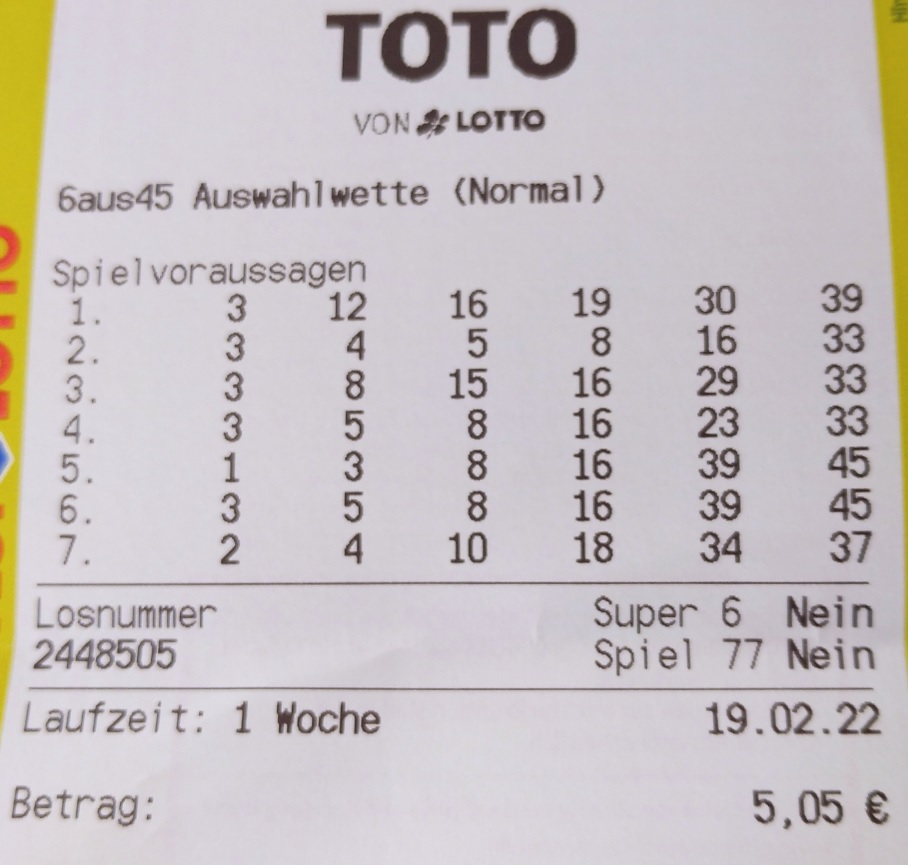 TOTO
VON LOTTO
6aus45 Auswahlwette (Normal)
Spielvoraussagen
1. 3 12 16 19 30 39
2. 3 4 5 8 16 33
3. 3 8 15 16 29 33
4. 3 5 8 16 23 33
5. 1 3 8 16 39 45
6. 3 5 8 16 39 45
7. 2 4 10 18 34 37
Losnummer Super 6 Nein
2448505 Spiel 77 Nein
Laufzeit: 1 Woche 19.02.22
Betrag: 5,05 €